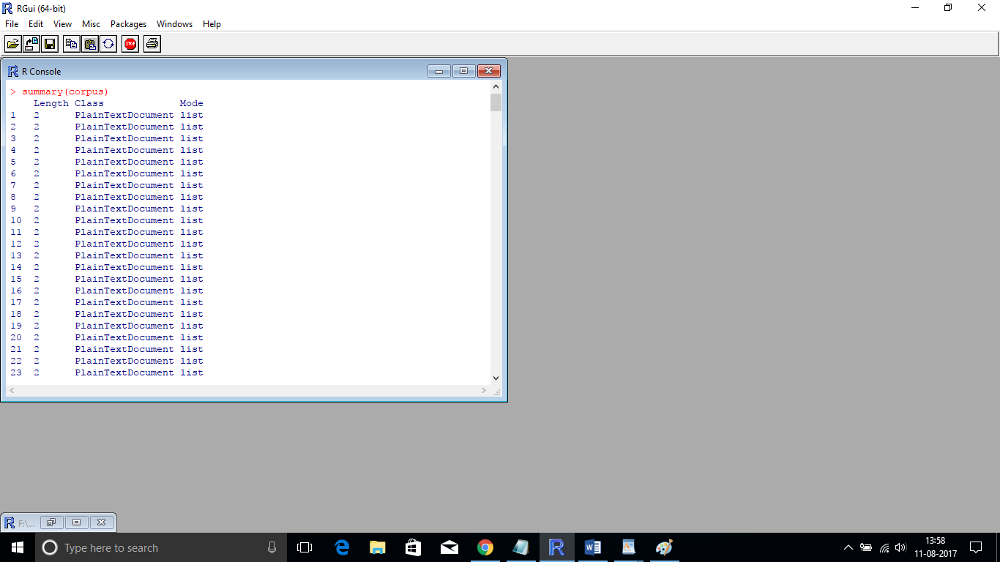 RGui (64-bit)
File Edit View Misc Packages Windows Help
STOP
R Console
> summary(corpus)
Length Class Mode
1 2 PlainTextDocument list
2 2 PlainTextDocument list
3 2 PlainTextDocument list
4 2 PlainTextDocument list
5 2 PlainTextDocument list
6 2 PlainTextDocument list
7 2 PlainTextDocument list
8 2 PlainTextDocument list
9 2 PlainTextDocument list
10 2 PlainTextDocument list
11 2 PlainTextDocument list
12 2 PlainTextDocument list
13 2 PlainTextDocument list
14 2 PlainTextDocument list
15 2 PlainTextDocument list
16 2 PlainTextDocument list
17 2 PlainTextDocument list
18 2 PlainTextDocument list
19 2 PlainTextDocument list
20 2 PlainTextDocument list
21 2 PlainTextDocument list
22 2 PlainTextDocument list
23 2 PlainTextDocument list
F:\...
Type here to search
13:58
11-08-2017